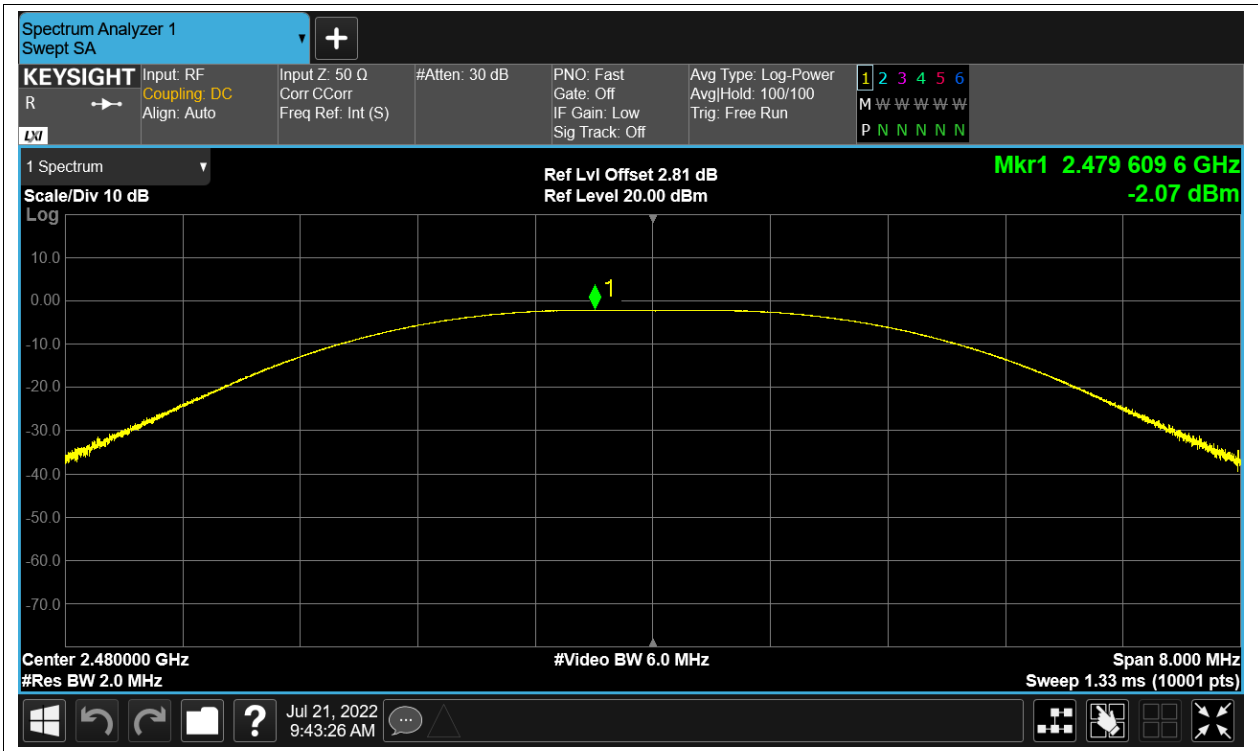 Spectrum Analyzer 1
Swept SA
+
KEYSIGHT
R
LXI
Input: RF
Coupling: DC
Align: Auto
Input Z: 50 Ω
Corr CCorr
Freq Ref: Int (S)
#Atten: 30 dB
PNO: Fast
Gate: Off
IF Gain: Low
Sig Track: Off
Avg Type: Log-Power
Avg|Hold: 100/100
Trig: Free Run
1 2 3 4 5 6
M W W W W W
P N N N N N
1 Spectrum
Scale/Div 10 dB
Log
Ref Lvl Offset 2.81 dB
Ref Level 20.00 dBm
Mkr1 2.479 609 6 GHz
-2.07 dBm
10.0
0.00
1
-10.0
-20.0
-30.0
-40.0
-50.0
-60.0
-70.0
Center 2.480000 GHz
#Res BW 2.0 MHz
#Video BW 6.0 MHz
Span 8.000 MHz
Sweep 1.33 ms (10001 pts)
?
Jul 21, 2022
9:43:26 AM